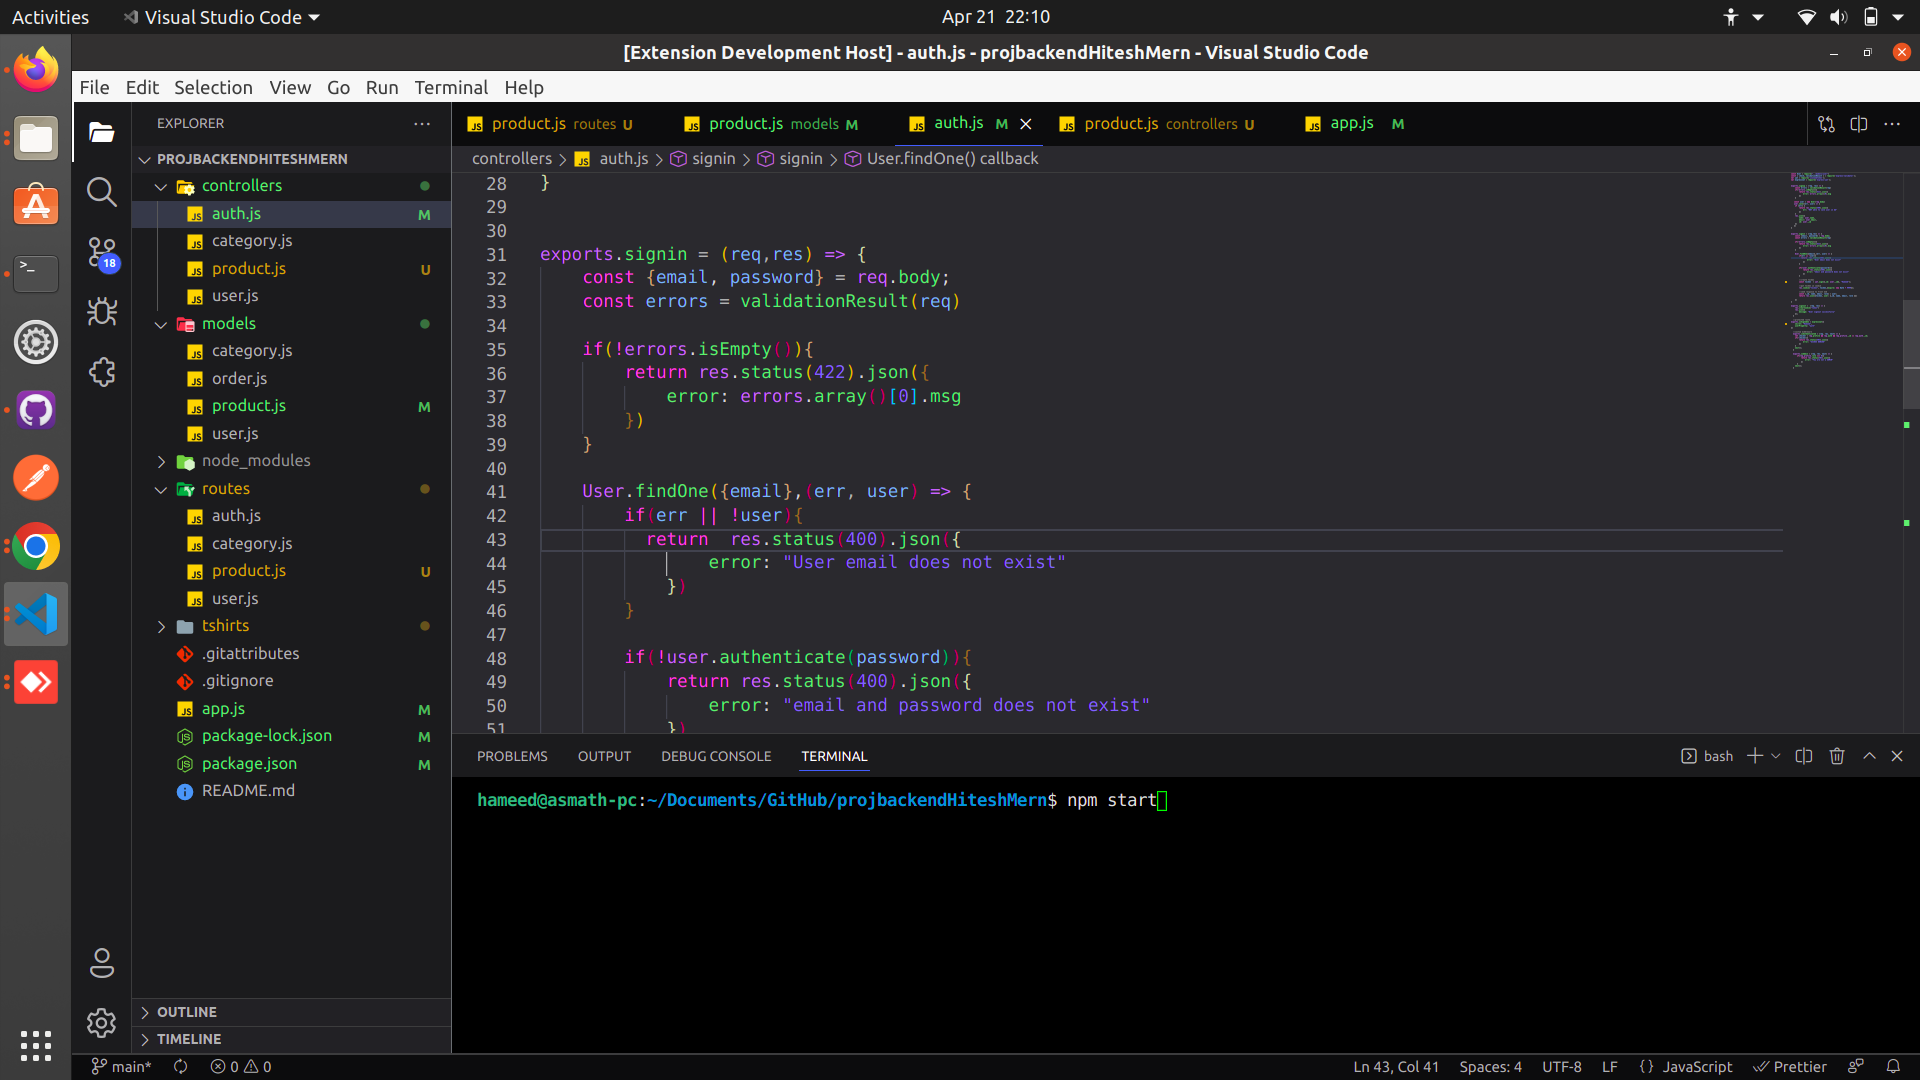 Activities
Visual Studio Code
Apr 21 22:10
[Extension Development Host] - auth.js - projbackendHiteshMern - Visual Studio Code
File Edit Selection View Go Run Terminal Help
EXPLORER
PROJBACKENDHITESHMERN
controllers
auth.js M
category.js
product.js U
user.js
models
category.js
order.js
product.js M
user.js
node_modules
routes
auth.js
category.js
product.js U
user.js
tshirts
.gitattributes
.gitignore
app.js M
package-lock.json M
package.json M
README.md
OUTLINE
TIMELINE
18
product.js routes U
product.js models M
auth.js M
product.js controllers U
app.js M
controllers > auth.js > signin > signin > User.findOne() callback
28 }
29
30
31 exports.signin = (req,res) => {
32 const {email, password} = req.body;
33 const errors = validationResult(req)
34
35 if(!errors.isEmpty()){
36 return res.status(422).json({
37 error: errors.array()[0].msg
38 })
39 }
40
41 User.findOne({email},(err, user) => {
42 if(err || !user){
43 return  res.status(400).json({
44 error: "User email does not exist"
45 })
46 }
47
48 if(!user.authenticate(password)){
49 return res.status(400).json({
50 error: "email and password does not exist"
51 })
PROBLEMS OUTPUT DEBUG CONSOLE TERMINAL
bash
hameed@asmath-pc:~/Documents/GitHub/projbackendHiteshMern$ npm start
main* 0 0
Ln 43, Col 41 Spaces: 4 UTF-8 LF {} JavaScript Prettier